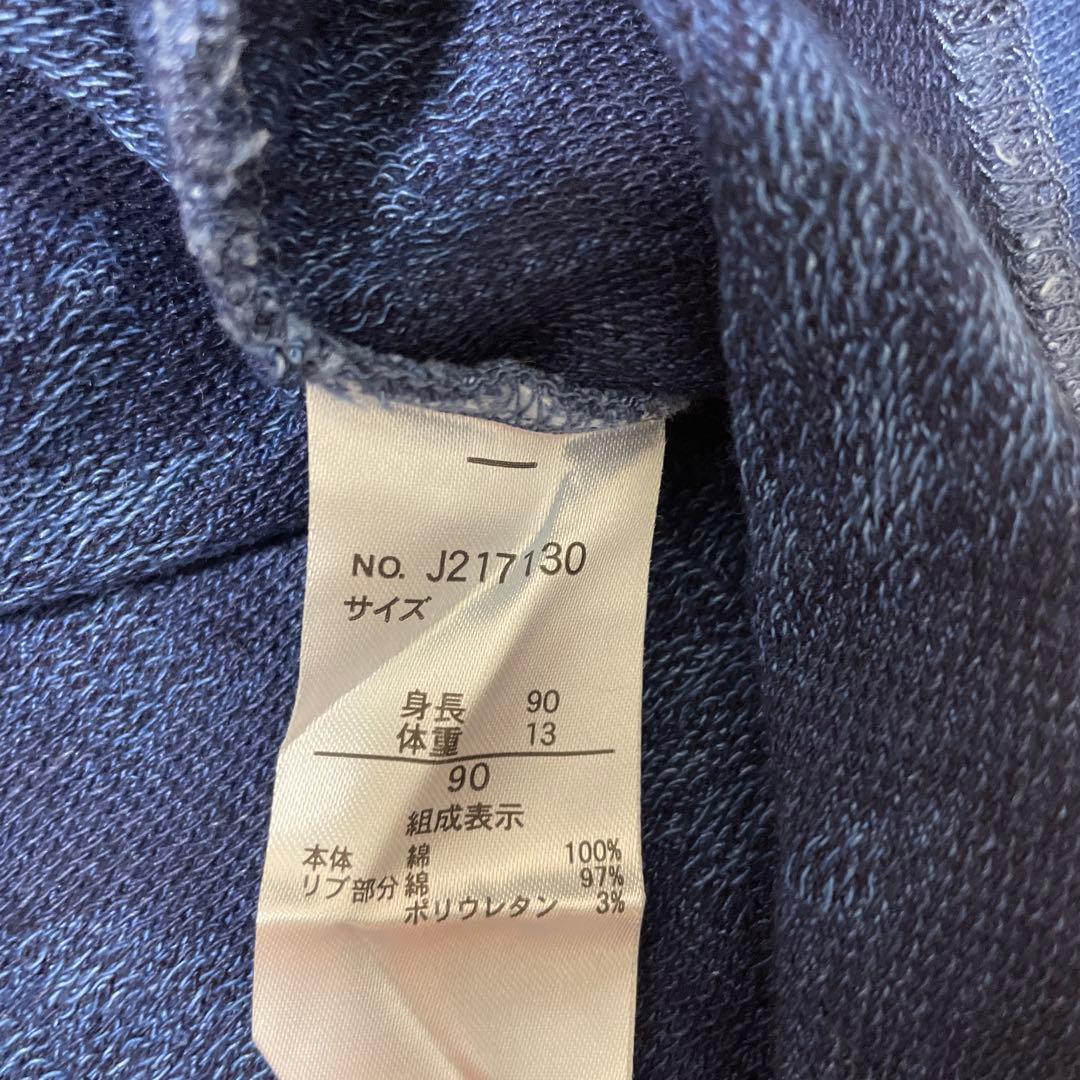 NO. J217130
サイズ
身長 90
体重 13
90
組成表示
本体 綿 100%
リブ部分 綿 97%
ポリウレタン 3%